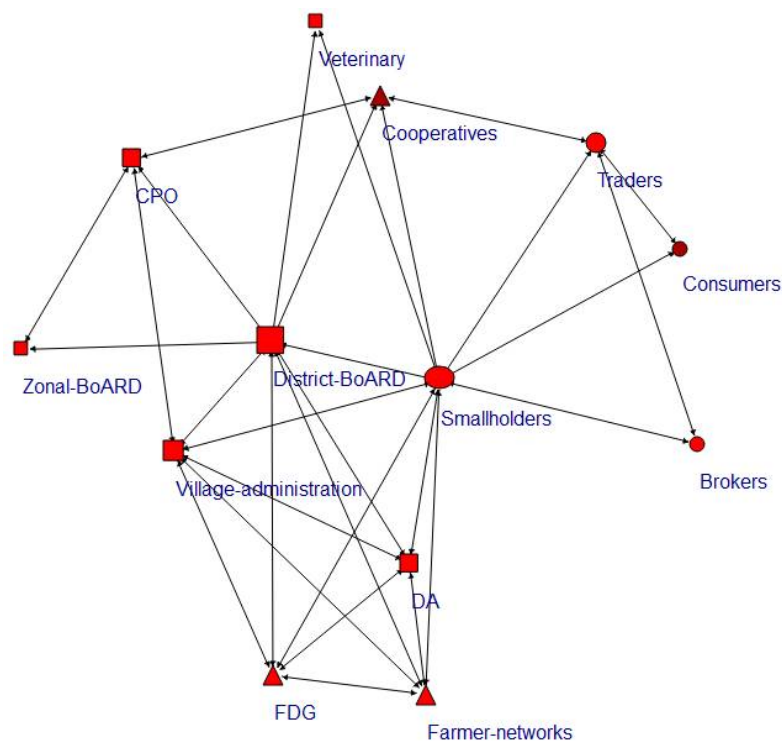 Veterinary
Cooperatives
Traders
CPO
Consumers
Zonal-BoARD
District-BoARD
Smallholders
Village-administration
Brokers
DA
FDG
Farmer-networks